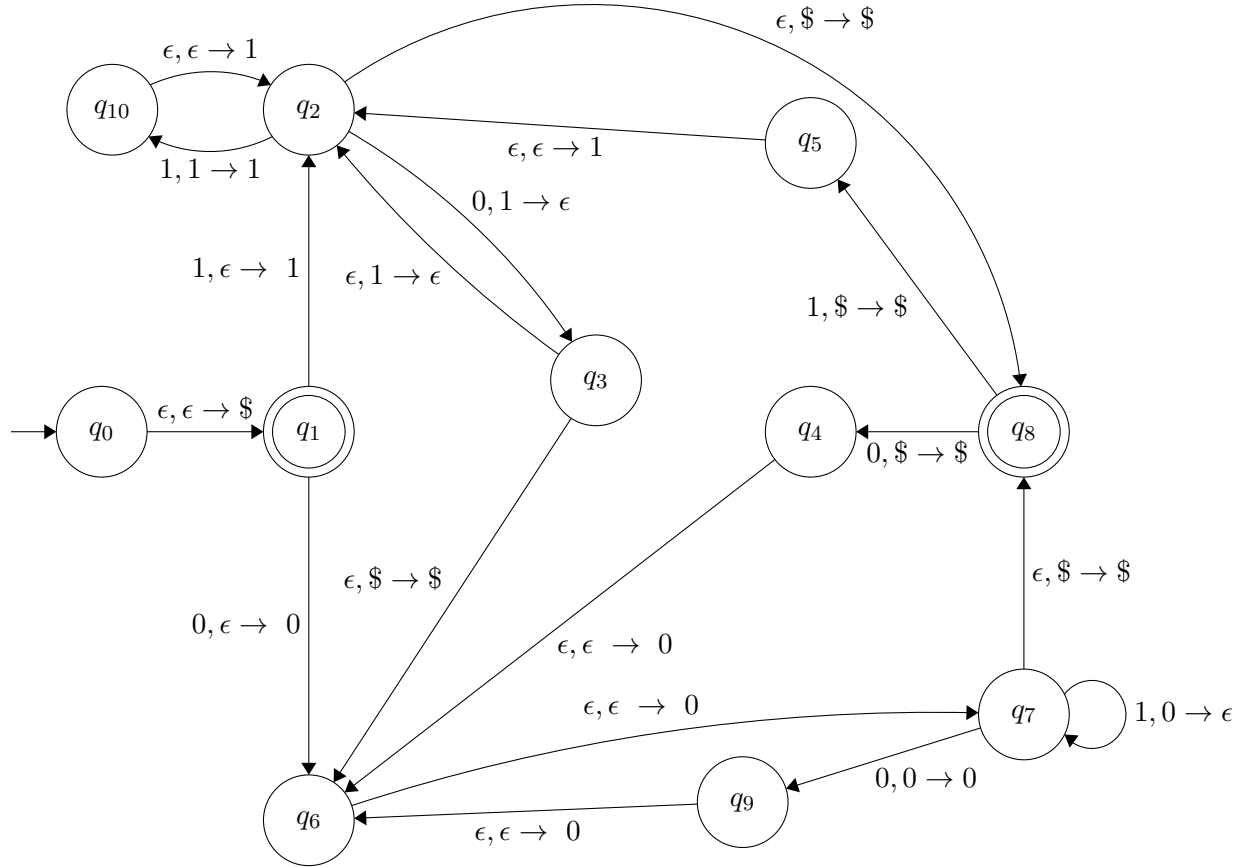 ϵ, $ → $
ϵ, ϵ → 1
q10
q2
q5
ϵ, ϵ → 1
1, 1 → 1
0, 1 → ϵ
1, ϵ → 1
ϵ, 1 → ϵ
1, $ → $
q3
q0
ϵ, ϵ → $
q1
q4
0, $ → $
q8
ϵ, $ → $
ϵ, $ → $
0, ϵ → 0
ϵ, ϵ → 0
ϵ, ϵ → 0
q7
1, 0 → ϵ
0, 0 → 0
q9
q6
ϵ, ϵ → 0